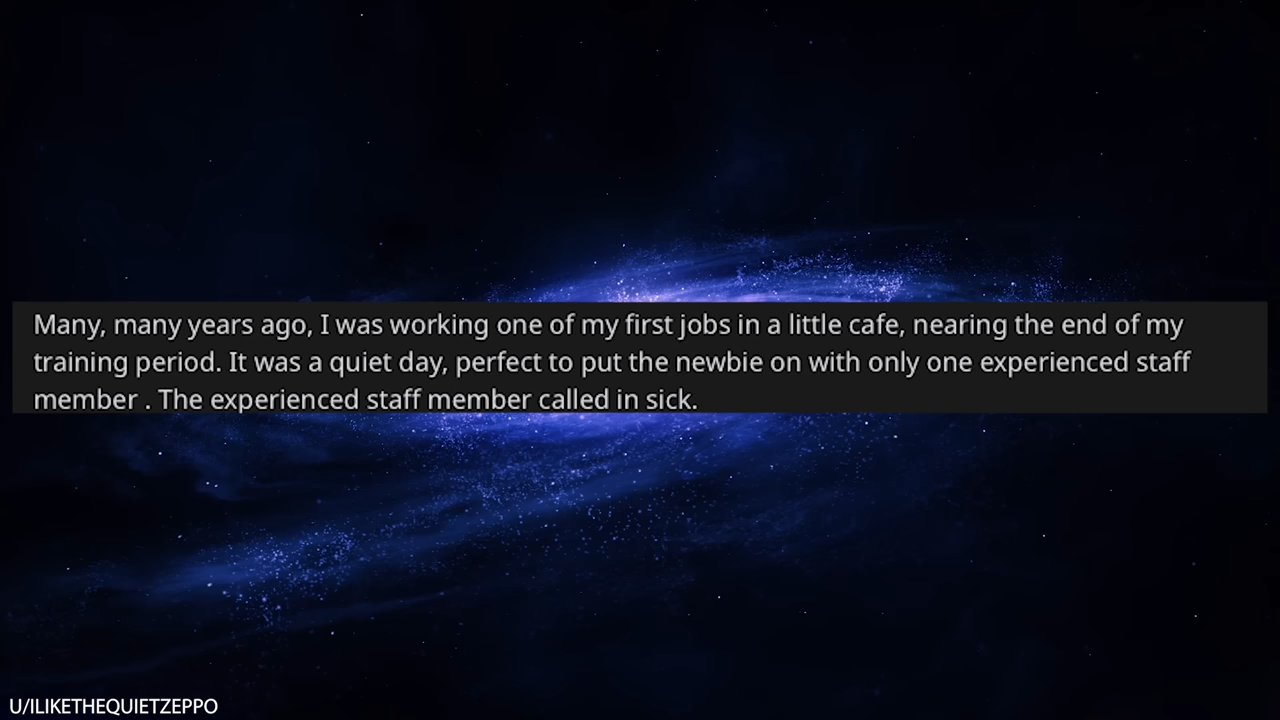 Many, many years ago, I was working one of my first jobs in a little cafe, nearing the end of my
training period. It was a quiet day, perfect to put the newbie on with only one experienced staff
member . The experienced staff member called in sick.
U/ILIKETHEQUIETZEPPO